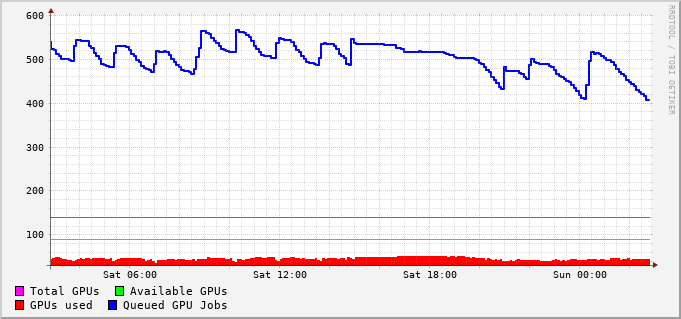 600
500
400
300
200
100
Sat 06:00 Sat 12:00 Sat 18:00 Sun 00:00
Total GPUs Available GPUs
GPUs used Queued GPU Jobs
RRDTOOL / TOBI OETIKER